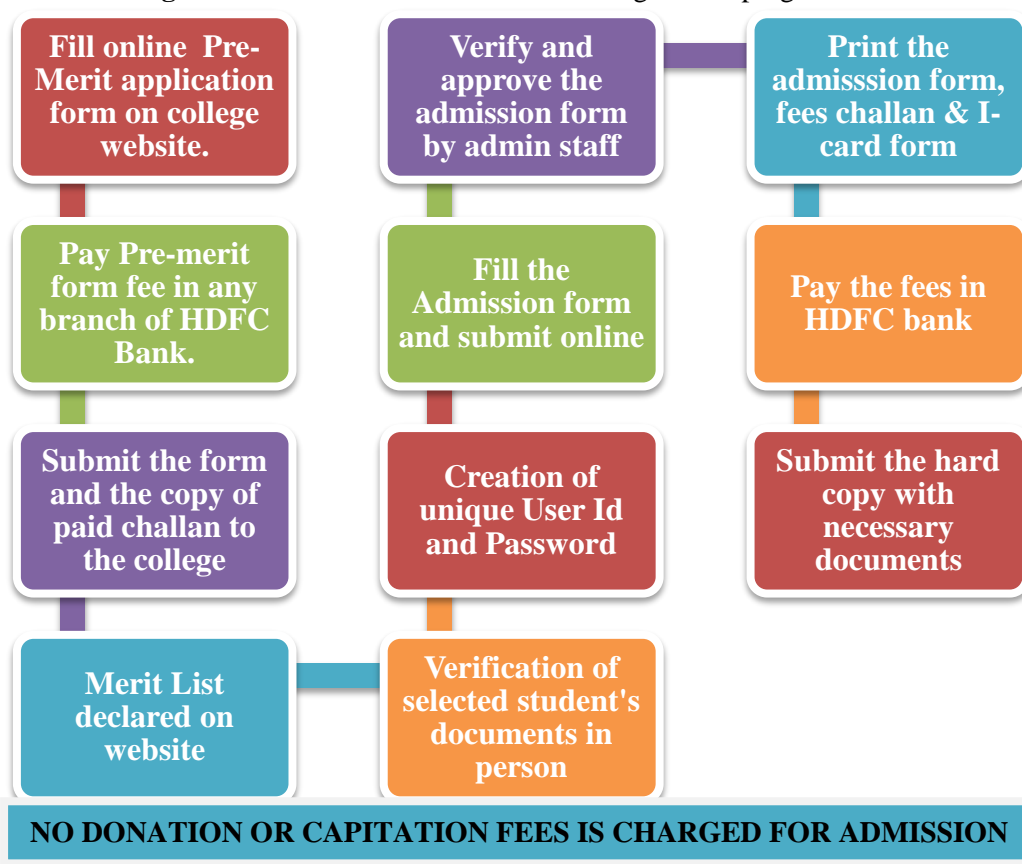 Fill online Pre-
Merit application
form on college
website.
Pay Pre-merit
form fee in any
branch of HDFC
Bank.
Submit the form
and the copy of
paid challan to
the college
Merit List
declared on
website
Verification of
selected student's
documents in
person
Creation of
unique User Id
and Password
Fill the
Admission form
and submit online
Verify and
approve the
admission form
by admin staff
Print the
admisssion form,
fees challan & I-
card form
Pay the fees in
HDFC bank
Submit the hard
copy with
necessary
documents
NO DONATION OR CAPITATION FEES IS CHARGED FOR ADMISSION